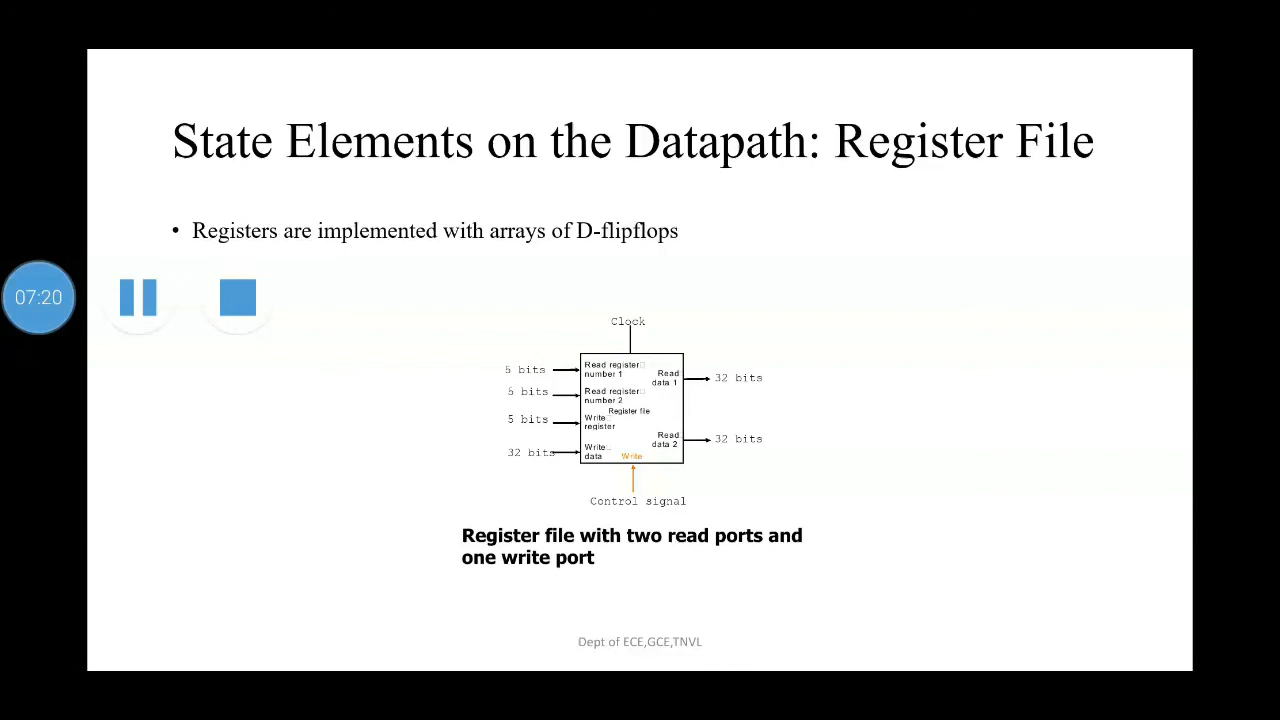 State Elements on the Datapath: Register File
• Registers are implemented with arrays of D-flipflops
07:20
Clock
5 bits
Read register
number 1
Read
data 1
32 bits
5 bits
Read register
number 2
Register file
5 bits
Write
register
Read
data 2
32 bits
32 bits
Write
data
Write
Control signal
Register file with two read ports and
one write port
Dept of ECE,GCE,TNVL